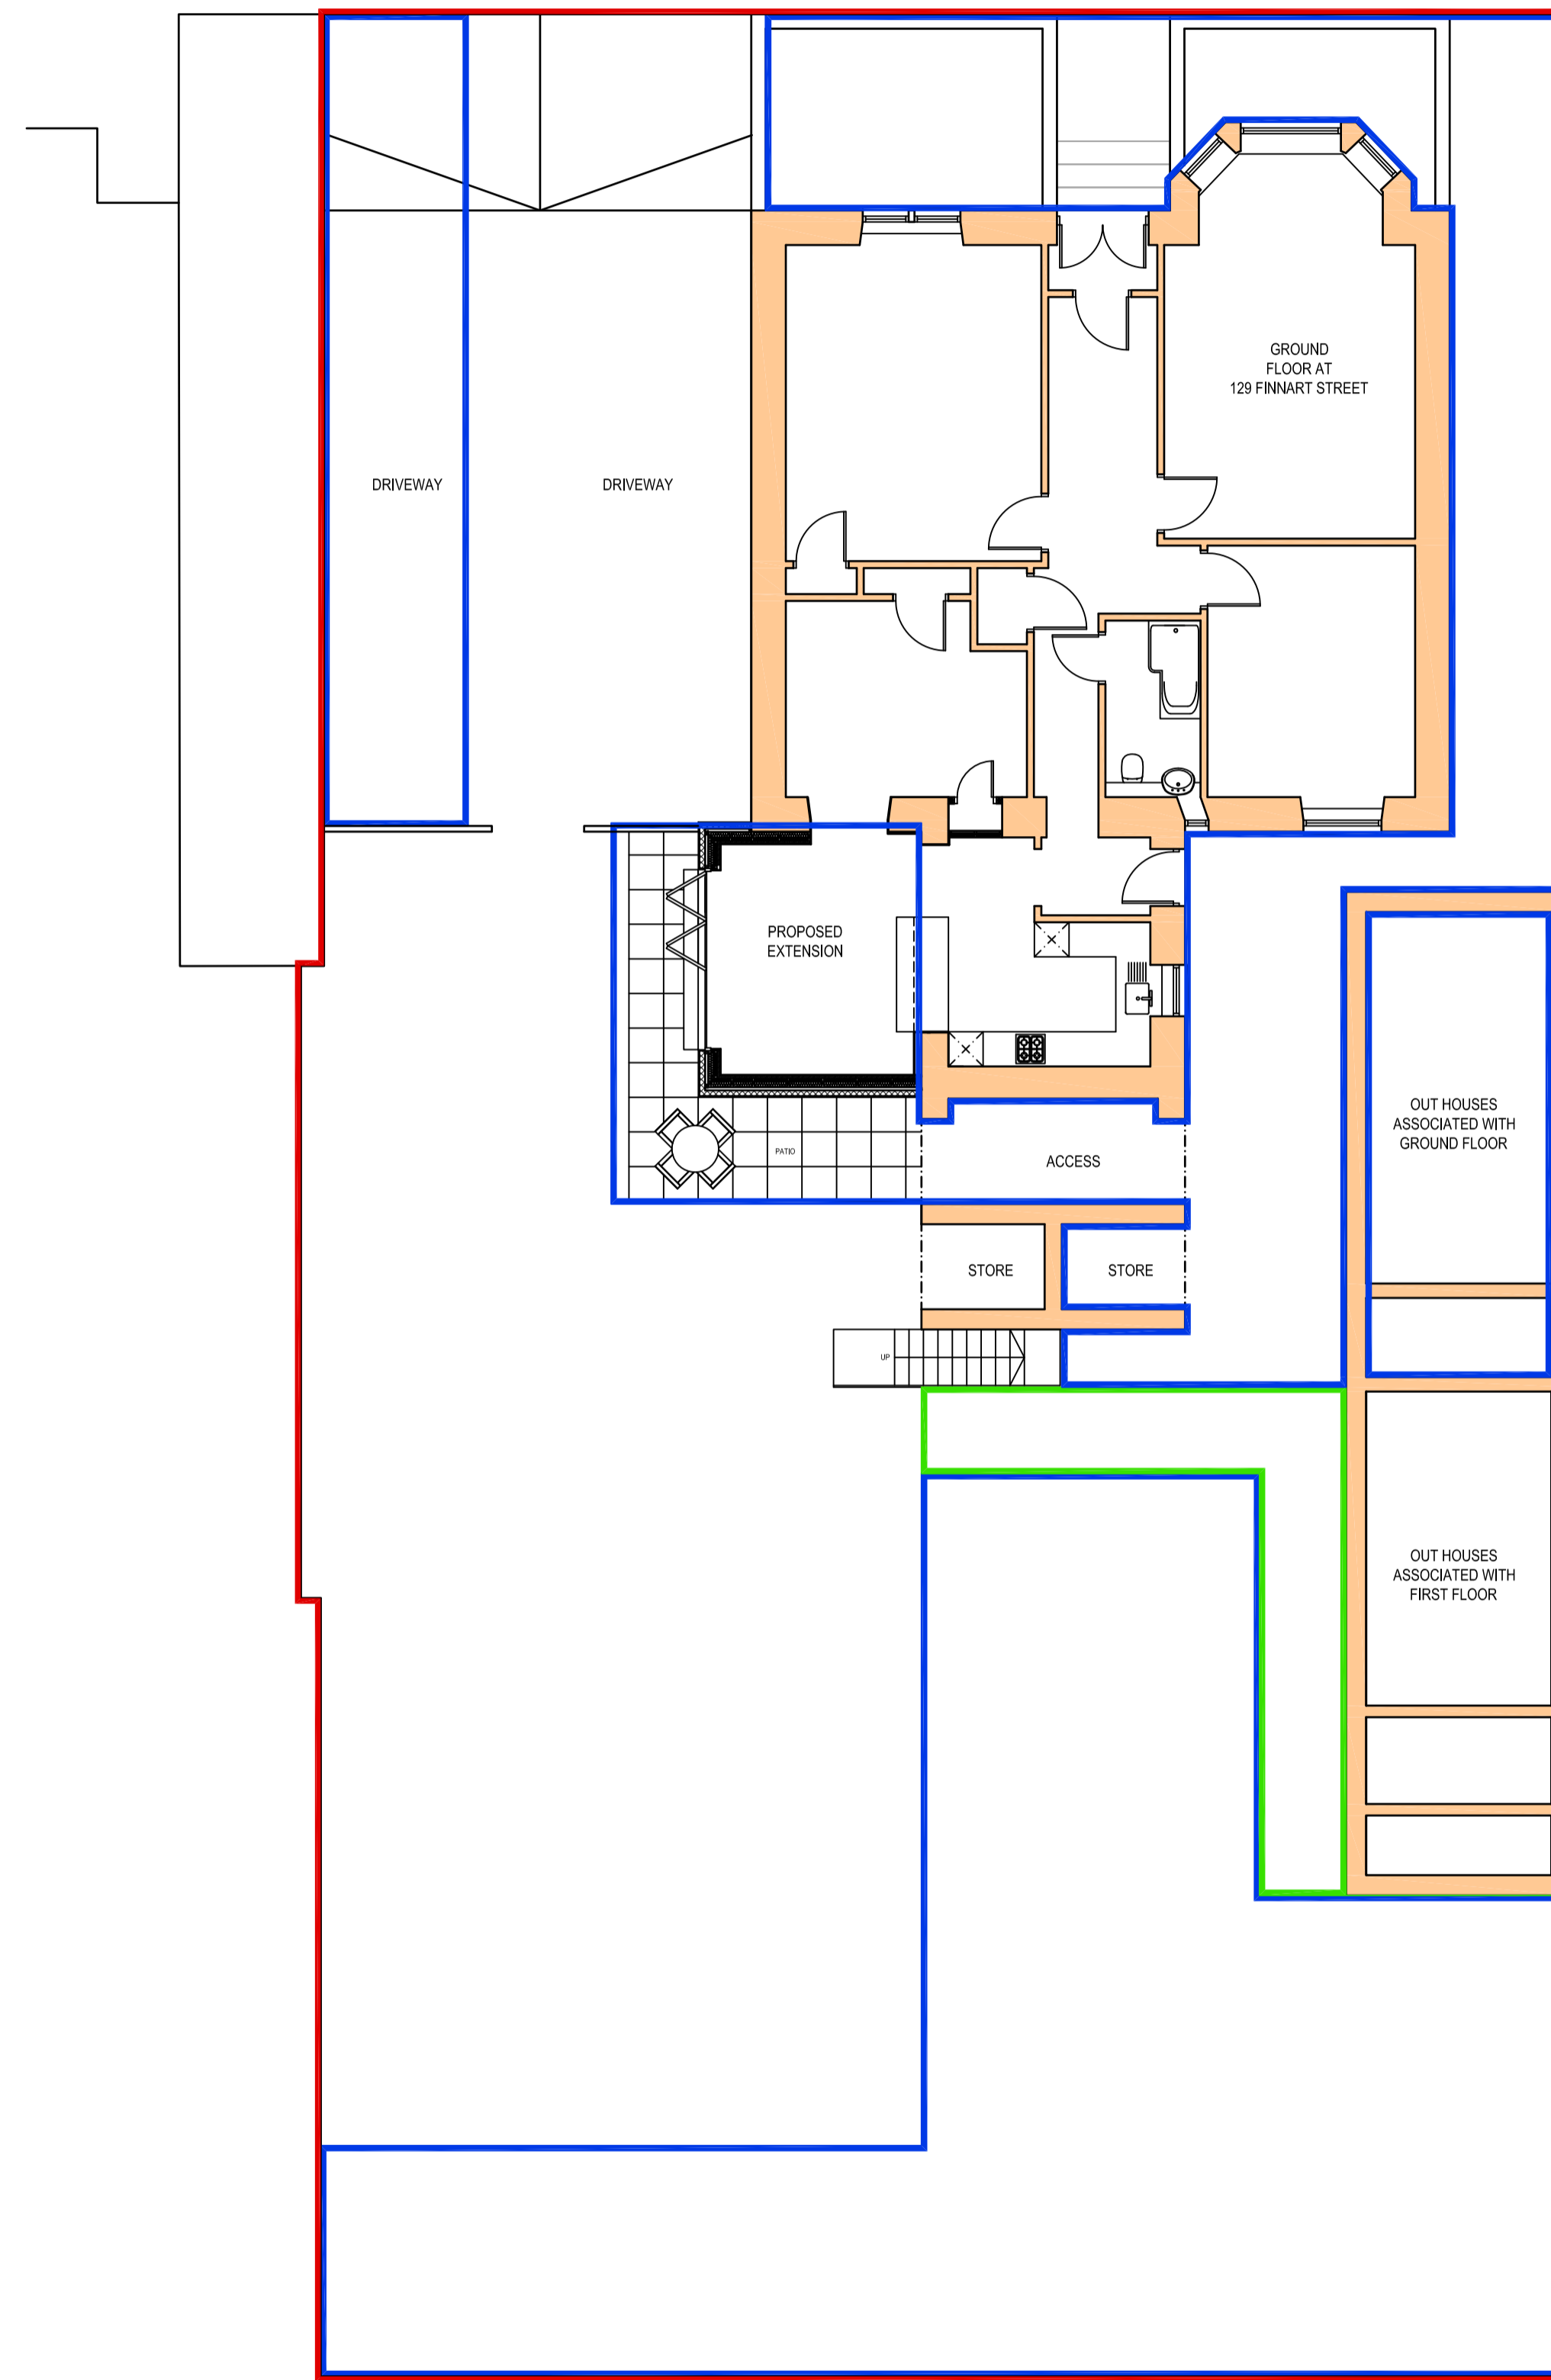 GROUND
FLOOR AT
129 FINNART STREET
DRIVEWAY
DRIVEWAY
PROPOSED
EXTENSION
PATIO
ACCESS
OUT HOUSES
ASSOCIATED WITH
GROUND FLOOR
STORE
STORE
UP
OUT HOUSES
ASSOCIATED WITH
FIRST FLOOR